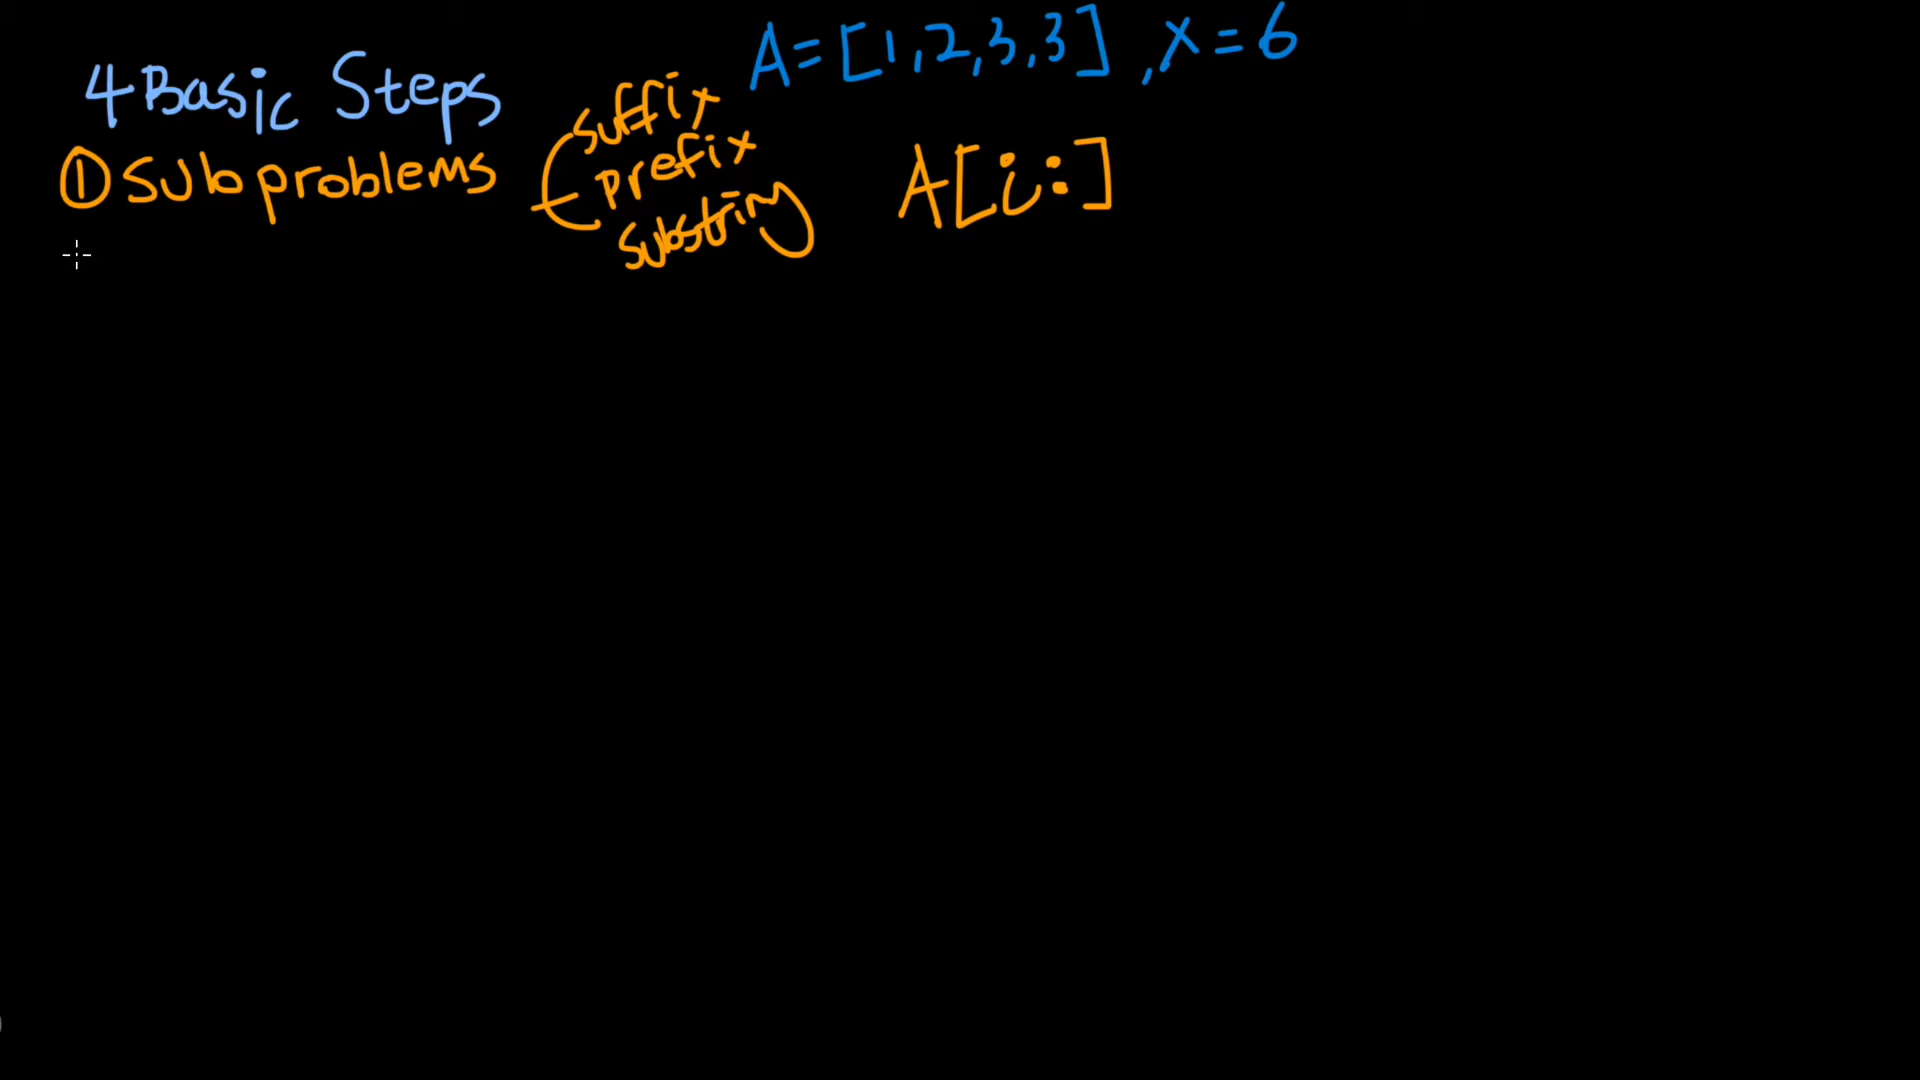 A=[1,2,3,3], x=6
4 Basic Steps
① Subproblems
suffix
prefix
substring
A[i:]